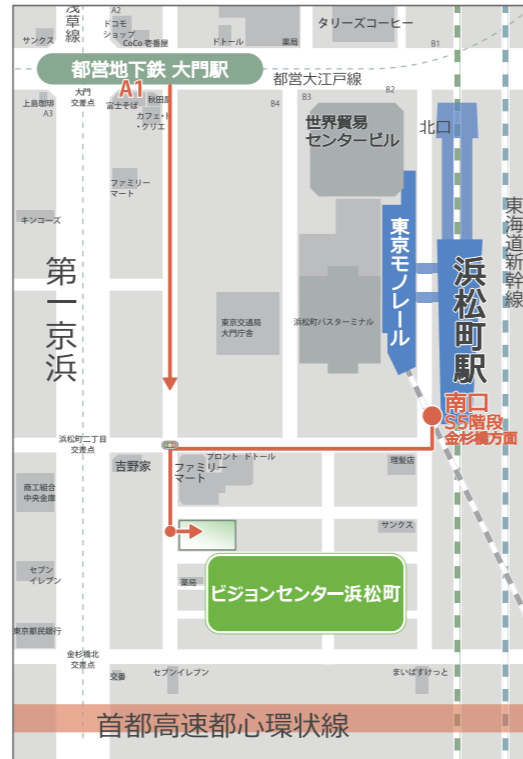 浅草線
A2
ドコモ
ショップ
サンクス
CoCo 壱番屋
ドトール
薬局
タリーズコーヒー
B1
都営地下鉄 大門駅
都営大江戸線
A1
大門
交差点
上島珈琲
A3
富士そば
秋田屋
カフェ・ド
・クリエ
B4
B3
B2
世界貿易
センタービル
北口
ファミリー
マート
キンコーズ
東京モノレール
東海道新幹線
第一京浜
浜松町駅
東京交通局
大門庁舎
浜松町バスターミナル
南口
S5階段
金杉橋方面
浜松町二丁目
交差点
吉野家
ファミリー
マート
プロント
ドトール
理髪店
商工組合
中央金庫
サンクス
セブン
イレブン
薬局
ビジョンセンター浜松町
東京都民銀行
金杉橋北
交差点
交番
セブンイレブン
まいばすけっと
首都高速都心環状線